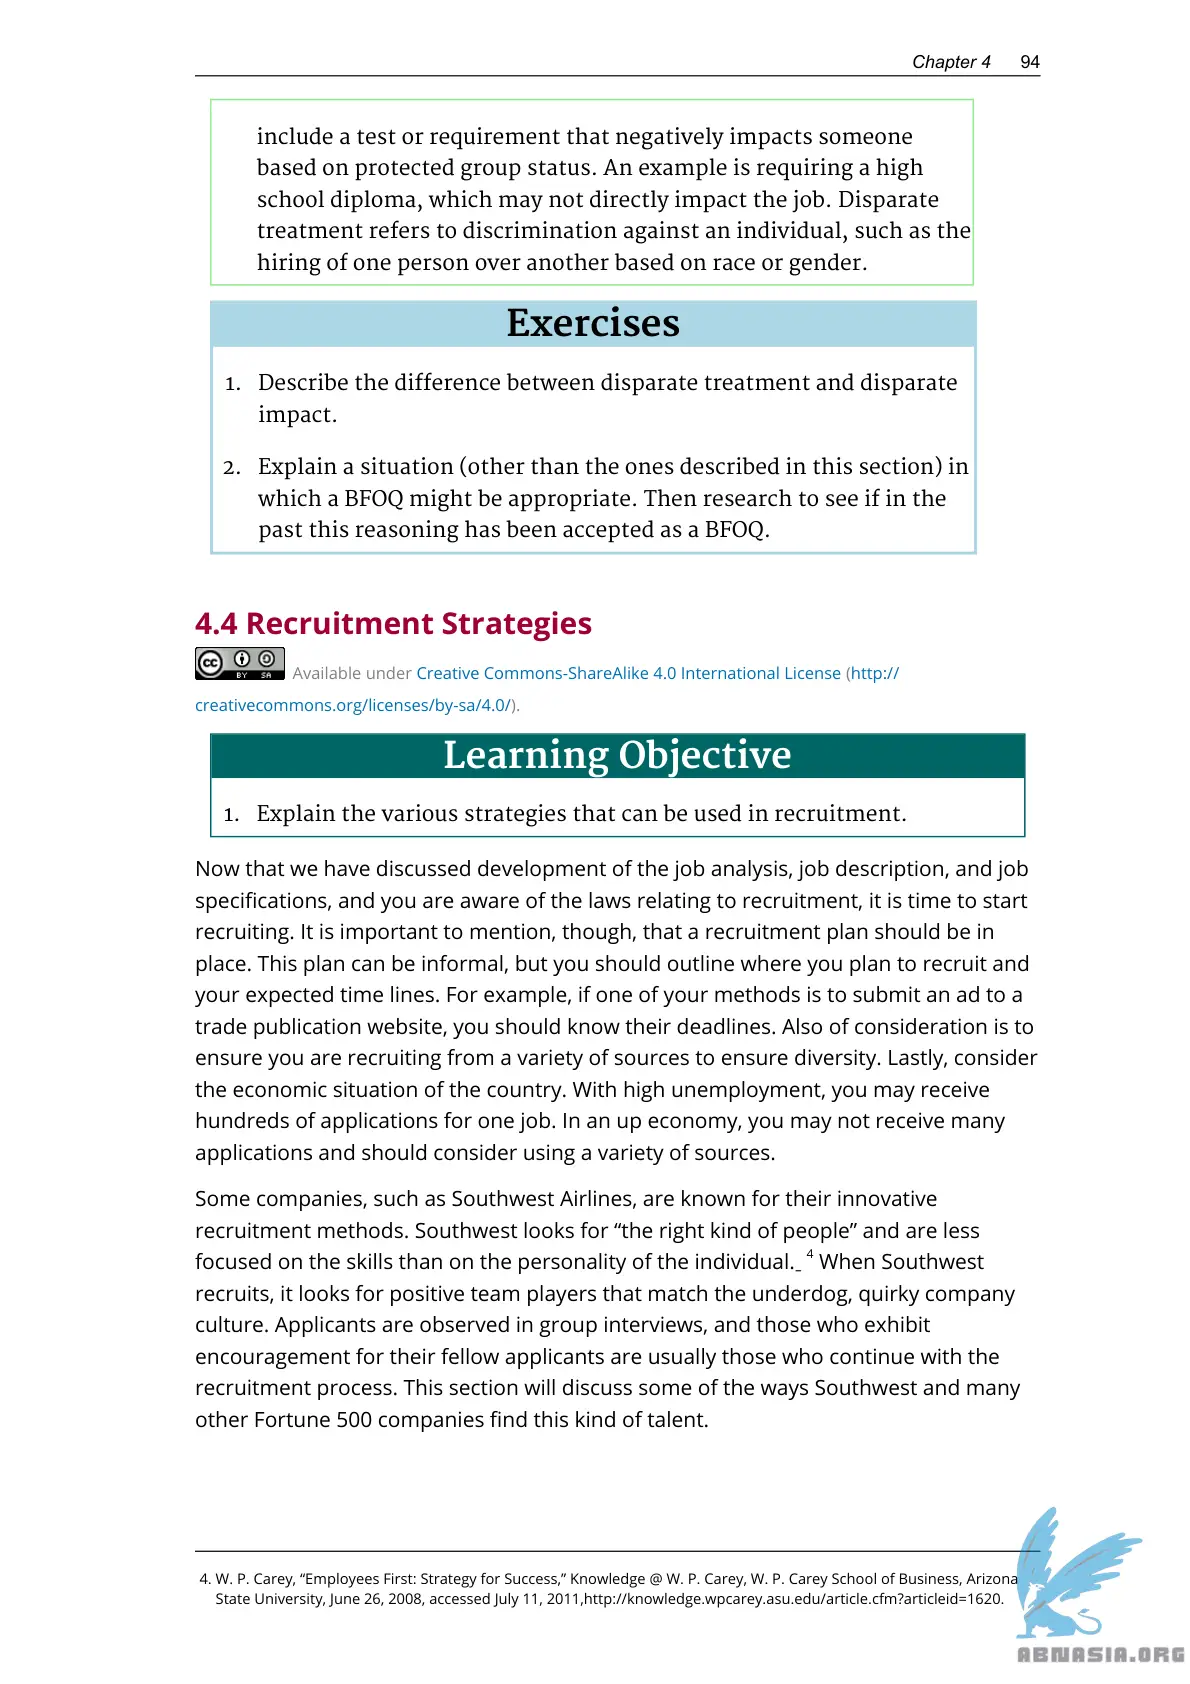 Chapter 4 94
include a test or requirement that negatively impacts someone
based on protected group status. An example is requiring a high
school diploma, which may not directly impact the job. Disparate
treatment refers to discrimination against an individual, such as the
hiring of one person over another based on race or gender.
Exercises
1. Describe the difference between disparate treatment and disparate
impact.
2. Explain a situation (other than the ones described in this section) in
which a BFOQ might be appropriate. Then research to see if in the
past this reasoning has been accepted as a BFOQ.
4.4 Recruitment Strategies
cc BY SA Available under Creative Commons-ShareAlike 4.0 International License (http://
creativecommons.org/licenses/by-sa/4.0/).
Learning Objective
1. Explain the various strategies that can be used in recruitment.
Now that we have discussed development of the job analysis, job description, and job
specifications, and you are aware of the laws relating to recruitment, it is time to start
recruiting. It is important to mention, though, that a recruitment plan should be in
place. This plan can be informal, but you should outline where you plan to recruit and
your expected time lines. For example, if one of your methods is to submit an ad to a
trade publication website, you should know their deadlines. Also of consideration is to
ensure you are recruiting from a variety of sources to ensure diversity. Lastly, consider
the economic situation of the country. With high unemployment, you may receive
hundreds of applications for one job. In an up economy, you may not receive many
applications and should consider using a variety of sources.
Some companies, such as Southwest Airlines, are known for their innovative
recruitment methods. Southwest looks for “the right kind of people” and are less
focused on the skills than on the personality of the individual._ 4 When Southwest
recruits, it looks for positive team players that match the underdog, quirky company
culture. Applicants are observed in group interviews, and those who exhibit
encouragement for their fellow applicants are usually those who continue with the
recruitment process. This section will discuss some of the ways Southwest and many
other Fortune 500 companies find this kind of talent.
4. W. P. Carey, “Employees First: Strategy for Success,” Knowledge @ W. P. Carey, W. P. Carey School of Business, Arizona
State University, June 26, 2008, accessed July 11, 2011,http://knowledge.wpcarey.asu.edu/article.cfm?articleid=1620.
ABNASIA.ORG